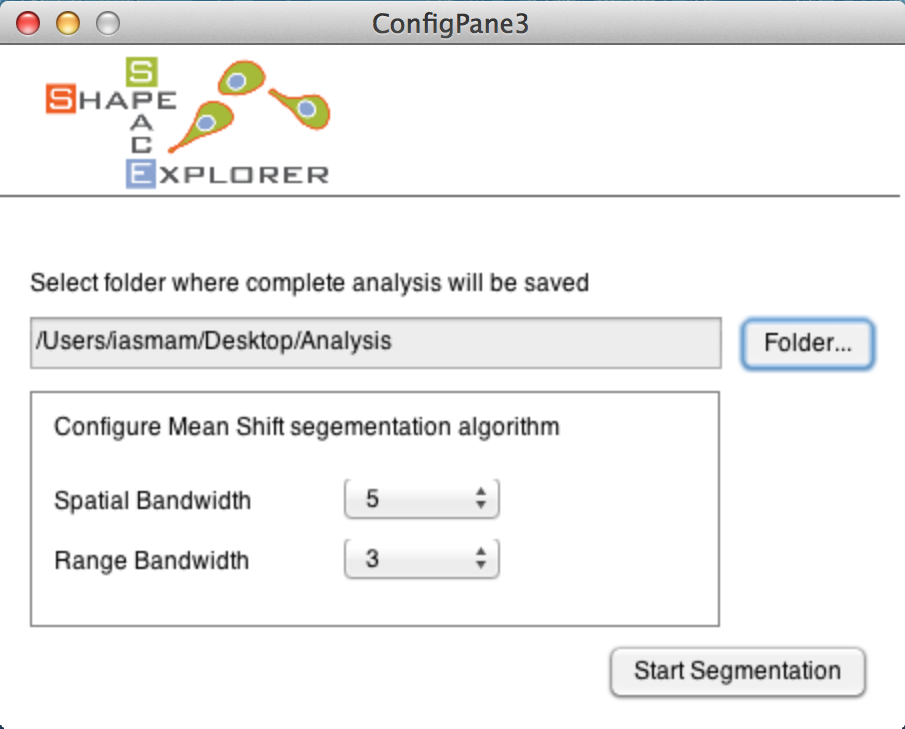 ConfigPane3
SHAPE
SPACE
EXPLORER
Select folder where complete analysis will be saved
/Users/iasmam/Desktop/Analysis
Folder...
Configure Mean Shift segementation algorithm
Spatial Bandwidth 5
Range Bandwidth 3
Start Segmentation